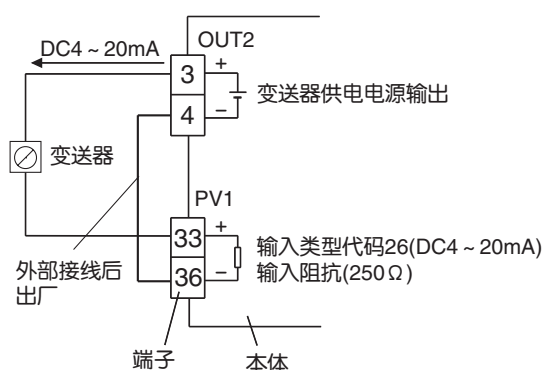 OUT2
DC4～20mA
+
3
变送器供电电源输出
4
−
变送器
PV1
+
33
输入类型代码26(DC4～20mA)
外部接线后
出厂
36
−
输入阻抗(250Ω)
端子
本体